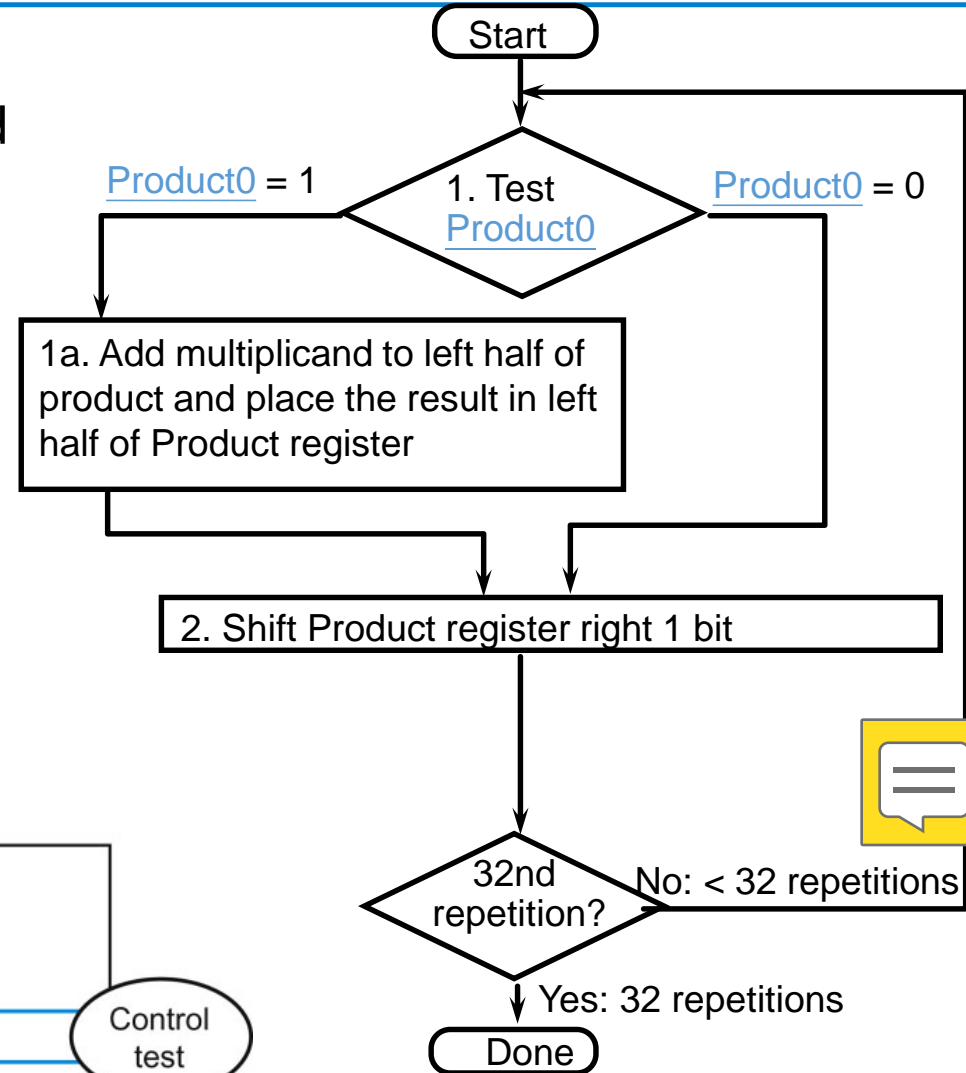 Start
Product0 = 1
1. Test
Product0
Product0 = 0
1a. Add multiplicand to left half of
product and place the result in left
half of Product register
2. Shift Product register right 1 bit
32nd
repetition?
No: < 32 repetitions
Yes: 32 repetitions
Control
test
Done